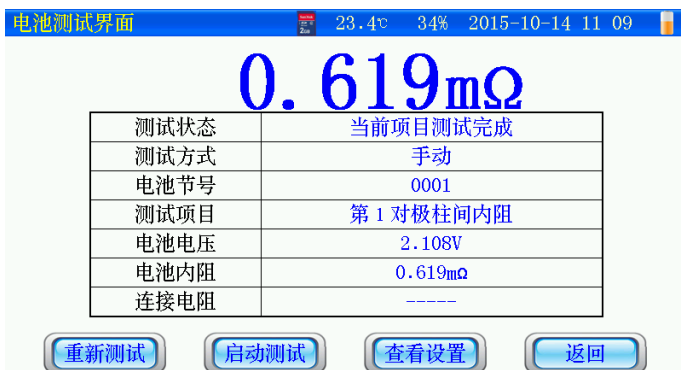 电池测试界面 23.4℃ 34% 2015-10-14 11 09
0.619mΩ
测试状态 当前项目测试完成
测试方式 手动
电池节号 0001
测试项目 第1对极柱间内阻
电池电压 2.108V
电池内阻 0.619mΩ
连接电阻 -----
重新测试 启动测试 查看设置 返回